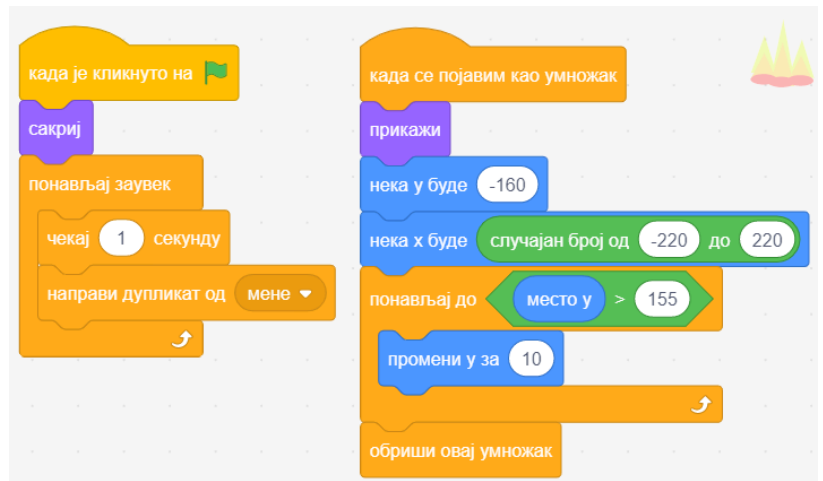 када је кликнуто на
сакриј
понављај заувек
чекај 1 секунду
направи дупликат од мене
када се појавим као умножак
прикажи
нека y буде -160
нека x буде случајан број од -220 до 220
понављај до место y > 155
промени y за 10
обриши овај умножак